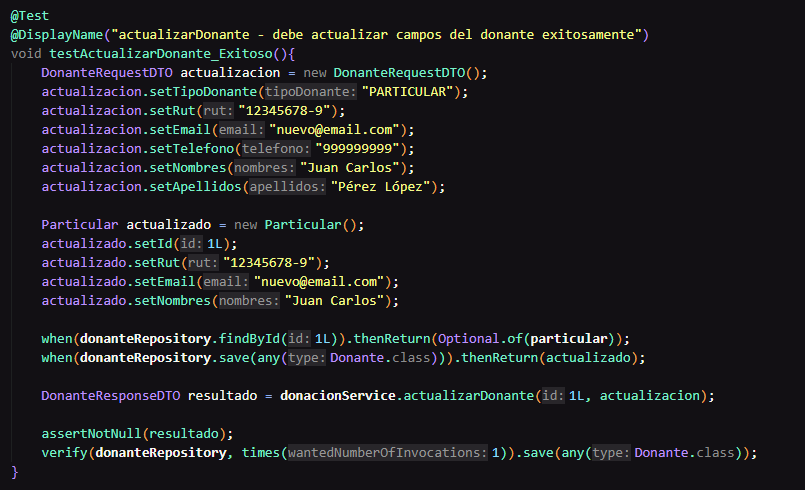 @Test
@DisplayName("actualizarDonante - debe actualizar campos del donante exitosamente")
void testActualizarDonante_Exitoso(){
    DonanteRequestDTO actualizacion = new DonanteRequestDTO();
    actualizacion.setTipoDonante(tipoDonante: "PARTICULAR");
    actualizacion.setRut(rut: "12345678-9");
    actualizacion.setEmail(email: "nuevo@email.com");
    actualizacion.setTelefono(telefono: "999999999");
    actualizacion.setNombres(nombres: "Juan Carlos");
    actualizacion.setApellidos(apellidos: "Pérez López");

    Particular actualizado = new Particular();
    actualizado.setId(id: 1L);
    actualizado.setRut(rut: "12345678-9");
    actualizado.setEmail(email: "nuevo@email.com");
    actualizado.setNombres(nombres: "Juan Carlos");

    when(donanteRepository.findById(id: 1L)).thenReturn(Optional.of(particular));
    when(donanteRepository.save(any(type: Donante.class))).thenReturn(actualizado);

    DonanteResponseDTO resultado = donacionService.actualizarDonante(id: 1L, actualizacion);

    assertNotNull(resultado);
    verify(donanteRepository, times(wantedNumberOfInvocations: 1)).save(any(type: Donante.class));
}